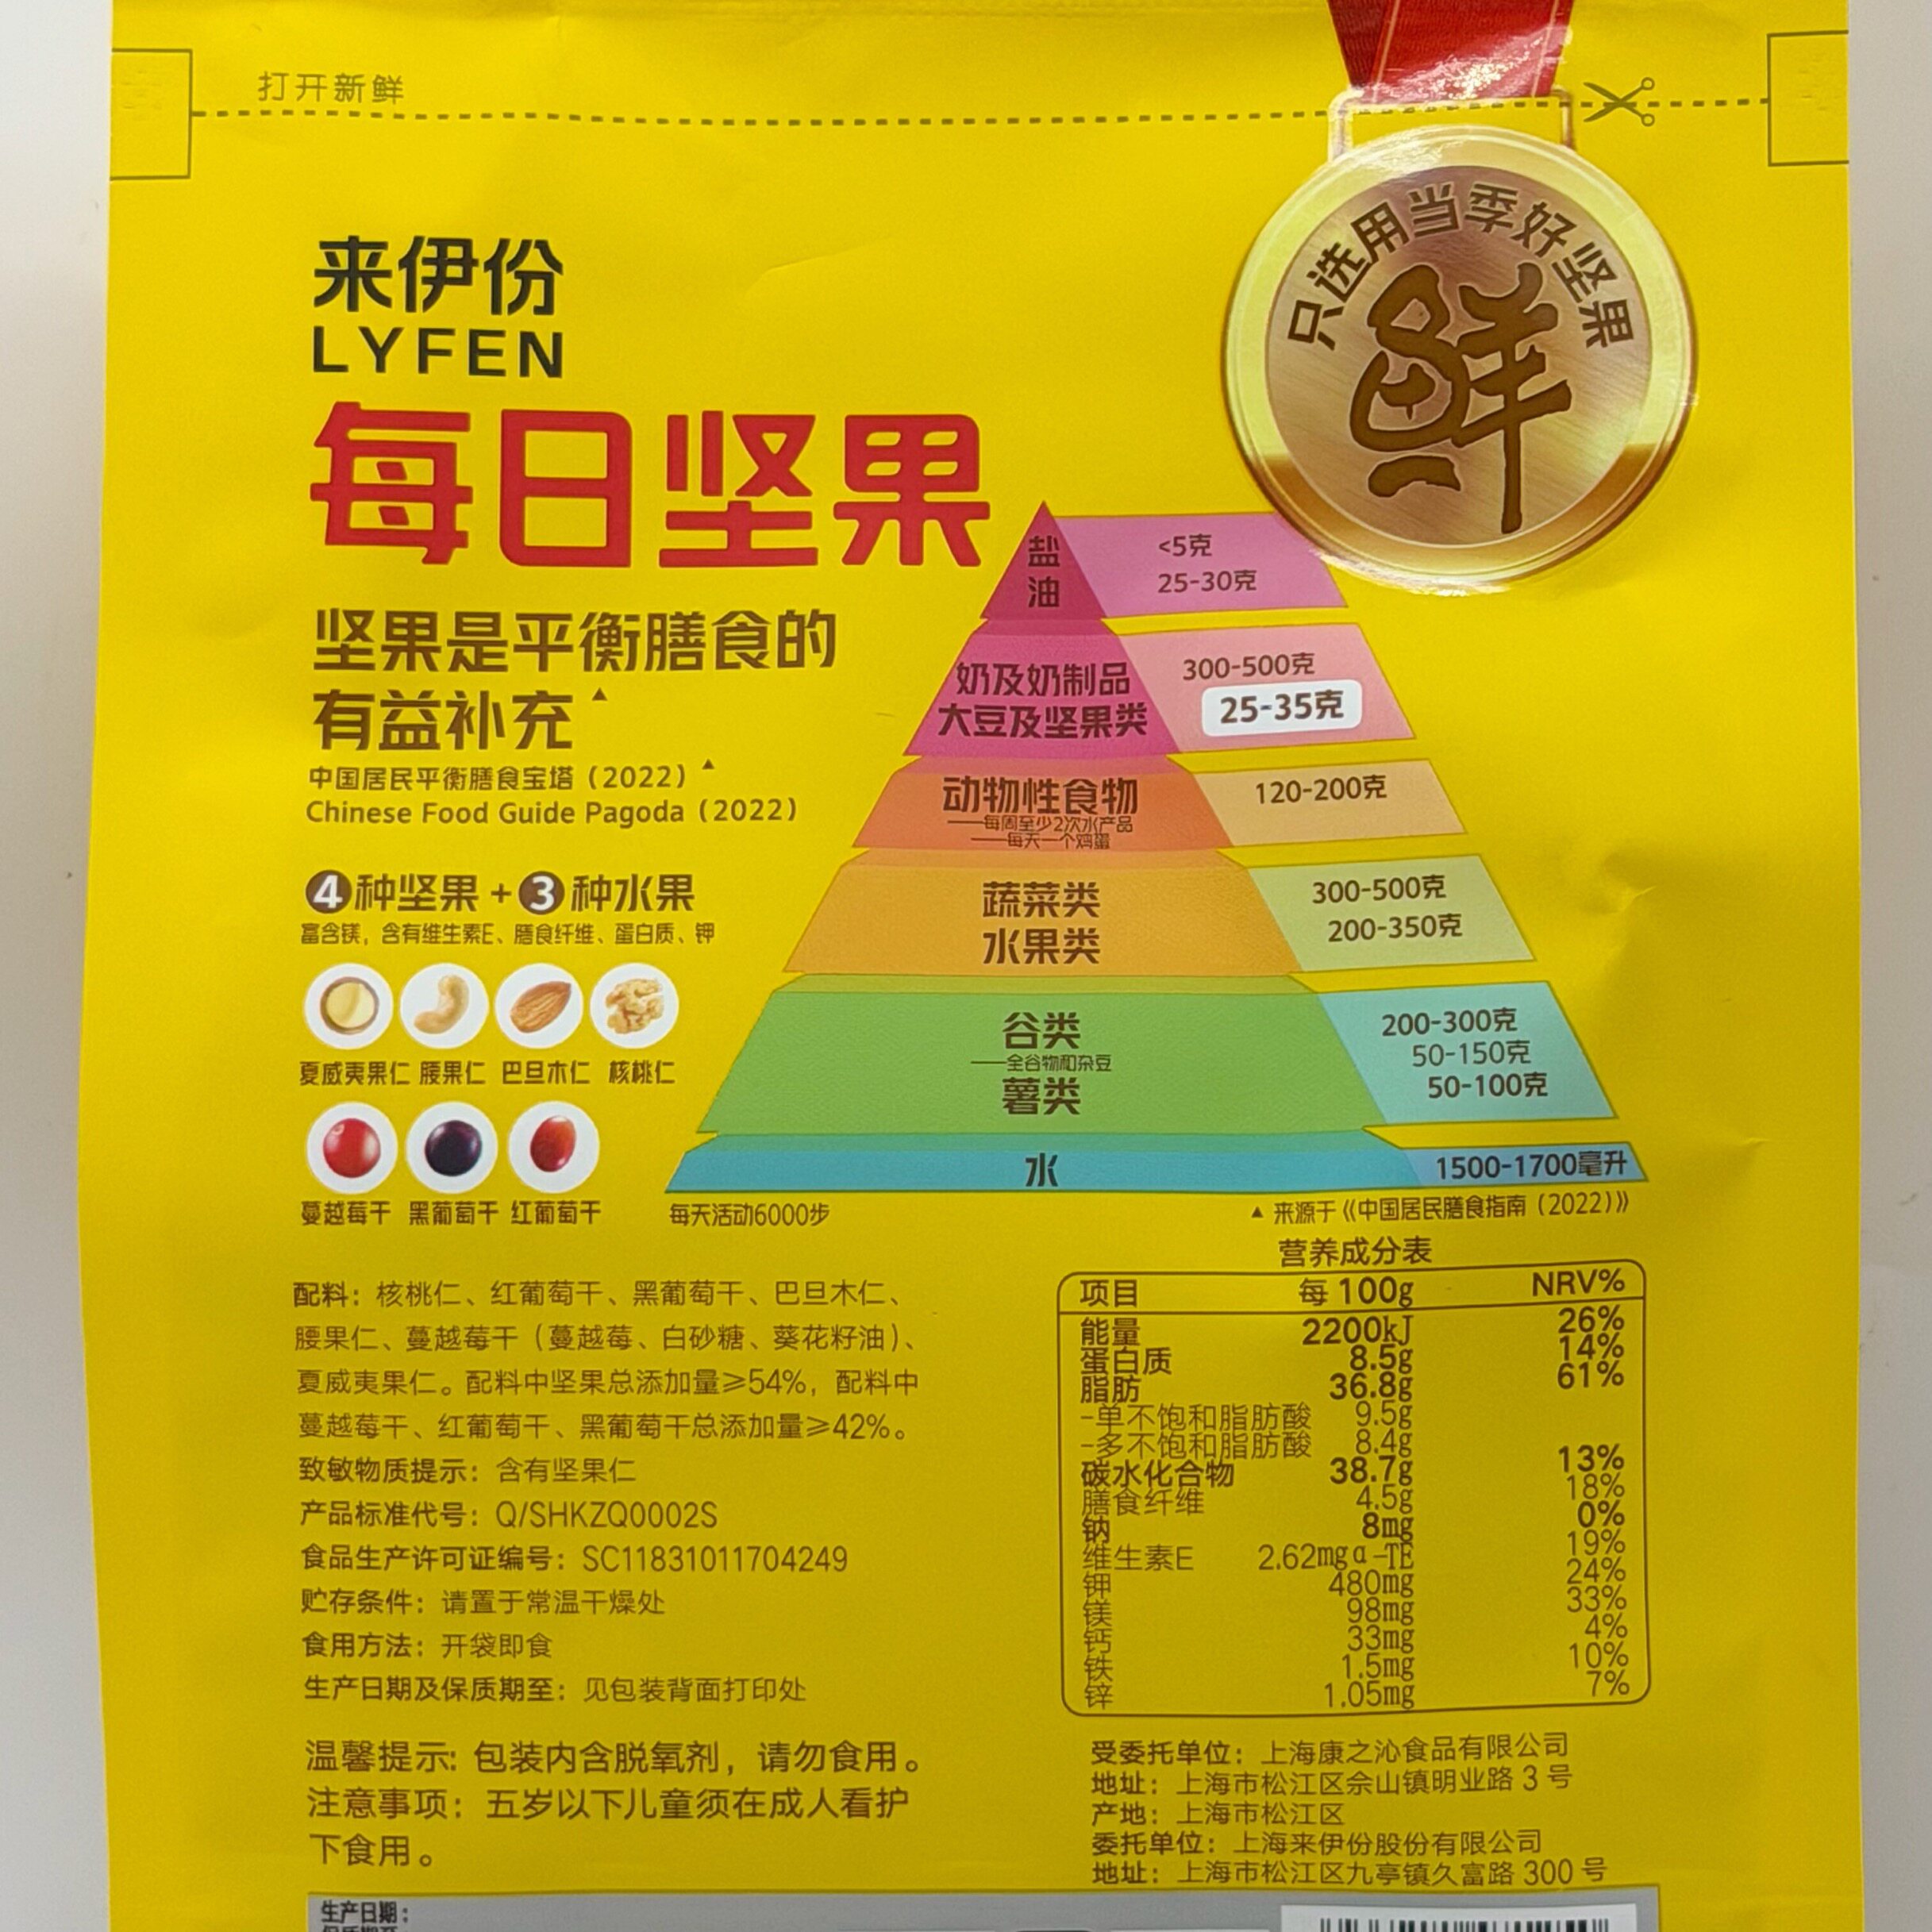 打开新鲜
只选用当季好坚果
鲜
来伊份
LYFEN
每日坚果
坚果是平衡膳食的
有益补充▲
中国居民平衡膳食宝塔（2022）▲
Chinese Food Guide Pagoda（2022）
盐 <5克
油 25-30克
奶及奶制品 300-500克
大豆及坚果类 25-35克
动物性食物 120-200克
——每周至少2次水产品
——每天一个鸡蛋
蔬菜类 300-500克
水果类 200-350克
谷类 200-300克
——全谷物和杂豆 50-150克
薯类 50-100克
水 1500-1700毫升
每天活动6000步
▲ 来源于《中国居民膳食指南（2022）》
4种坚果+3种水果
富含镁，含有维生素E、膳食纤维、蛋白质、钾
夏威夷果仁 腰果仁 巴旦木仁 核桃仁
蔓越莓干 黑葡萄干 红葡萄干
配料：核桃仁、红葡萄干、黑葡萄干、巴旦木仁、
腰果仁、蔓越莓干（蔓越莓、白砂糖、葵花籽油）、
夏威夷果仁。配料中坚果总添加量≥54%，配料中
蔓越莓干、红葡萄干、黑葡萄干总添加量≥42%。
致敏物质提示：含有坚果仁
产品标准代号：Q/SHKZQ0002S
食品生产许可证编号：SC11831011704249
贮存条件：请置于常温干燥处
食用方法：开袋即食
生产日期及保质期至：见包装背面打印处
温馨提示：包装内含脱氧剂，请勿食用。
注意事项：五岁以下儿童须在成人看护
下食用。
营养成分表
项目 每 100g NRV%
能量 2200kJ 26%
蛋白质 8.5g 14%
脂肪 36.8g 61%
-单不饱和脂肪酸 9.5g
-多不饱和脂肪酸 8.4g
碳水化合物 38.7g 13%
膳食纤维 4.5g 18%
钠 8mg 0%
维生素E 2.62mgα-TE 19%
钾 480mg 24%
镁 98mg 33%
钙 33mg 4%
铁 1.5mg 10%
锌 1.05mg 7%
受委托单位：上海康之沁食品有限公司
地址：上海市松江区佘山镇明业路 3 号
产地：上海市松江区
委托单位：上海来伊份股份有限公司
地址：上海市松江区九亭镇久富路 300 号
生产日期：